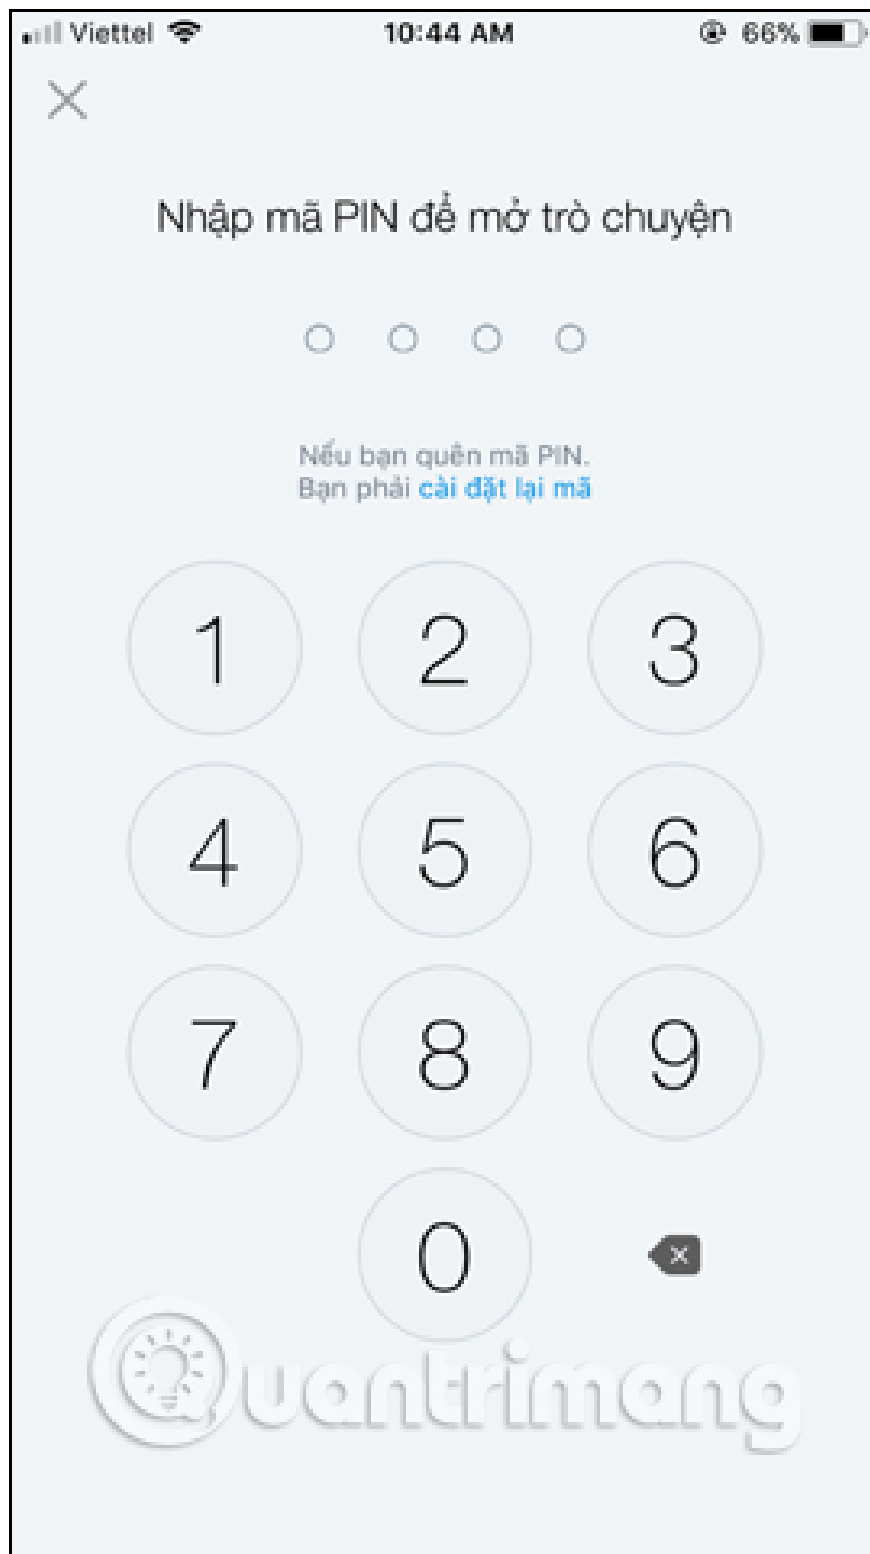 Viettel 10:44 AM 66%
Nhập mã PIN để mở trò chuyện
Nếu bạn quên mã PIN.
Bạn phải cài đặt lại mã
1 2 3
4 5 6
7 8 9
0
Quantrimang